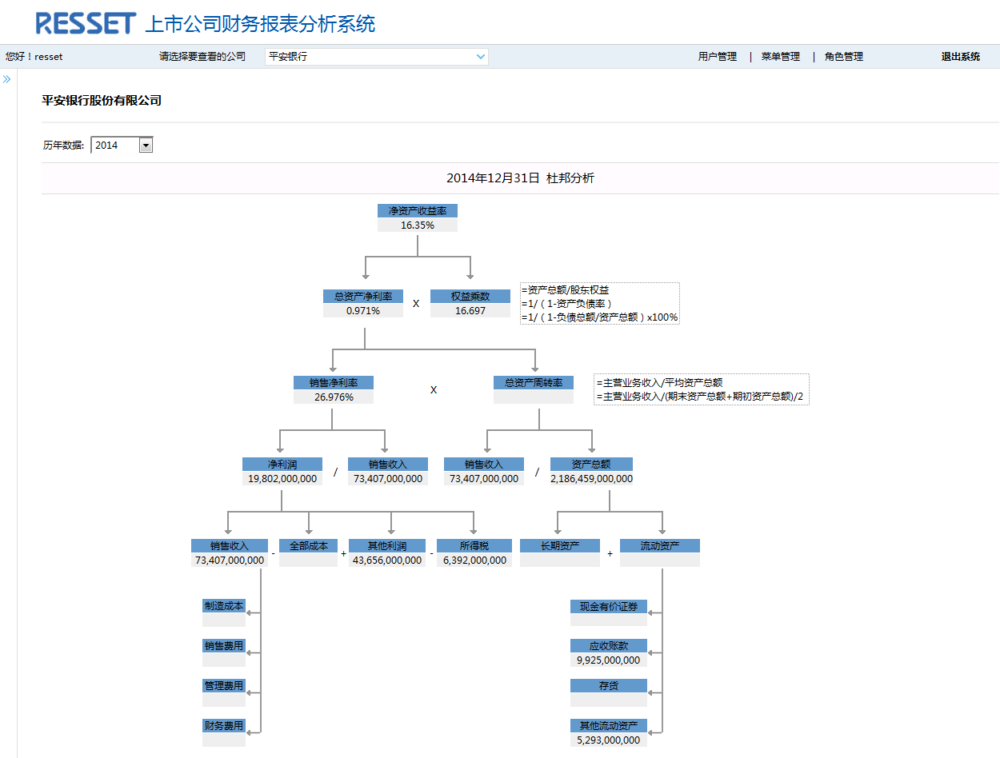 RESSET 上市公司财务报表分析系统
您好！resset 请选择要查看的公司 平安银行 用户管理 | 菜单管理 | 角色管理 退出系统
平安银行股份有限公司
历年数据: 2014
2014年12月31日 杜邦分析
净资产收益率
16.35%
总资产净利率
0.971%
X
权益乘数
16.697
=资产总额/股东权益
=1/（1-资产负债率）
=1/（1-负债总额/资产总额）x100%
销售净利率
26.976%
X
总资产周转率
=主营业务收入/平均资产总额
=主营业务收入/(期末资产总额+期初资产总额)/2
净利润
19,802,000,000
/
销售收入
73,407,000,000
销售收入
73,407,000,000
/
资产总额
2,186,459,000,000
销售收入
73,407,000,000
-
全部成本
+
其他利润
43,656,000,000
-
所得税
6,392,000,000
长期资产
+
流动资产
制造成本
销售费用
管理费用
财务费用
现金有价证券
应收账款
9,925,000,000
存货
其他流动资产
5,293,000,000